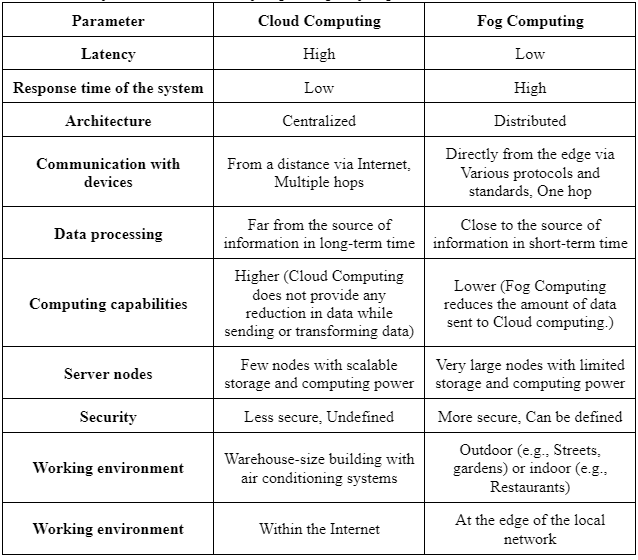 Parameter Cloud Computing Fog Computing
Latency High Low
Response time of the system Low High
Architecture Centralized Distributed
Communication with devices From a distance via Internet, Multiple hops Directly from the edge via Various protocols and standards, One hop
Data processing Far from the source of information in long-term time Close to the source of information in short-term time
Computing capabilities Higher (Cloud Computing does not provide any reduction in data while sending or transforming data) Lower (Fog Computing reduces the amount of data sent to Cloud computing.)
Server nodes Few nodes with scalable storage and computing power Very large nodes with limited storage and computing power
Security Less secure, Undefined More secure, Can be defined
Working environment Warehouse-size building with air conditioning systems Outdoor (e.g., Streets, gardens) or indoor (e.g., Restaurants)
Working environment Within the Internet At the edge of the local network